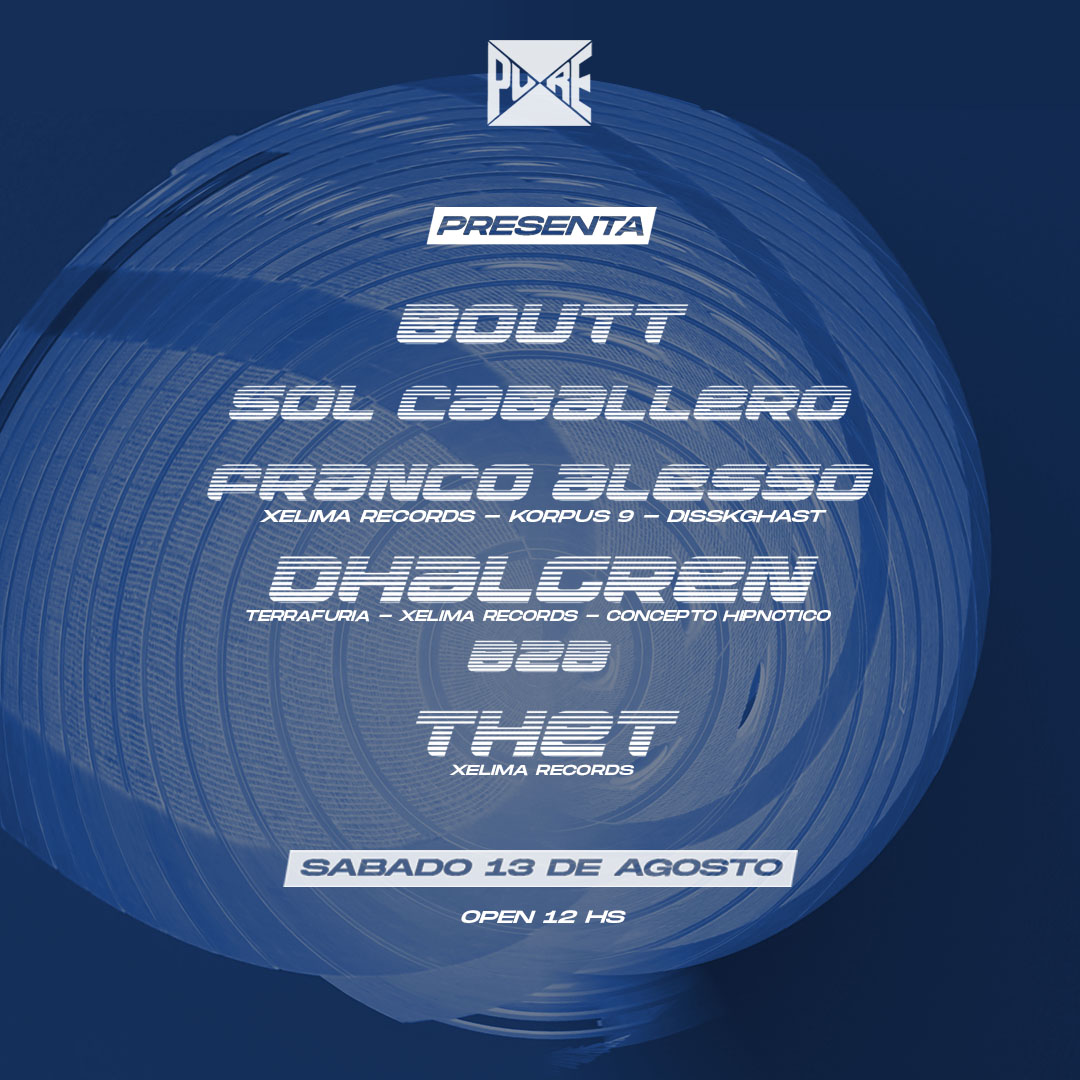 PURE
PRESENTA
BOUTT
SOL CABALLERO
FRANCO ALESSO
XELIMA RECORDS – KORPUS 9 – DISSKGHAST
DHALGREN
TERRAFURIA – XELIMA RECORDS – CONCEPTO HIPNOTICO
B2B
THET
XELIMA RECORDS
SABADO 13 DE AGOSTO
OPEN 12 HS